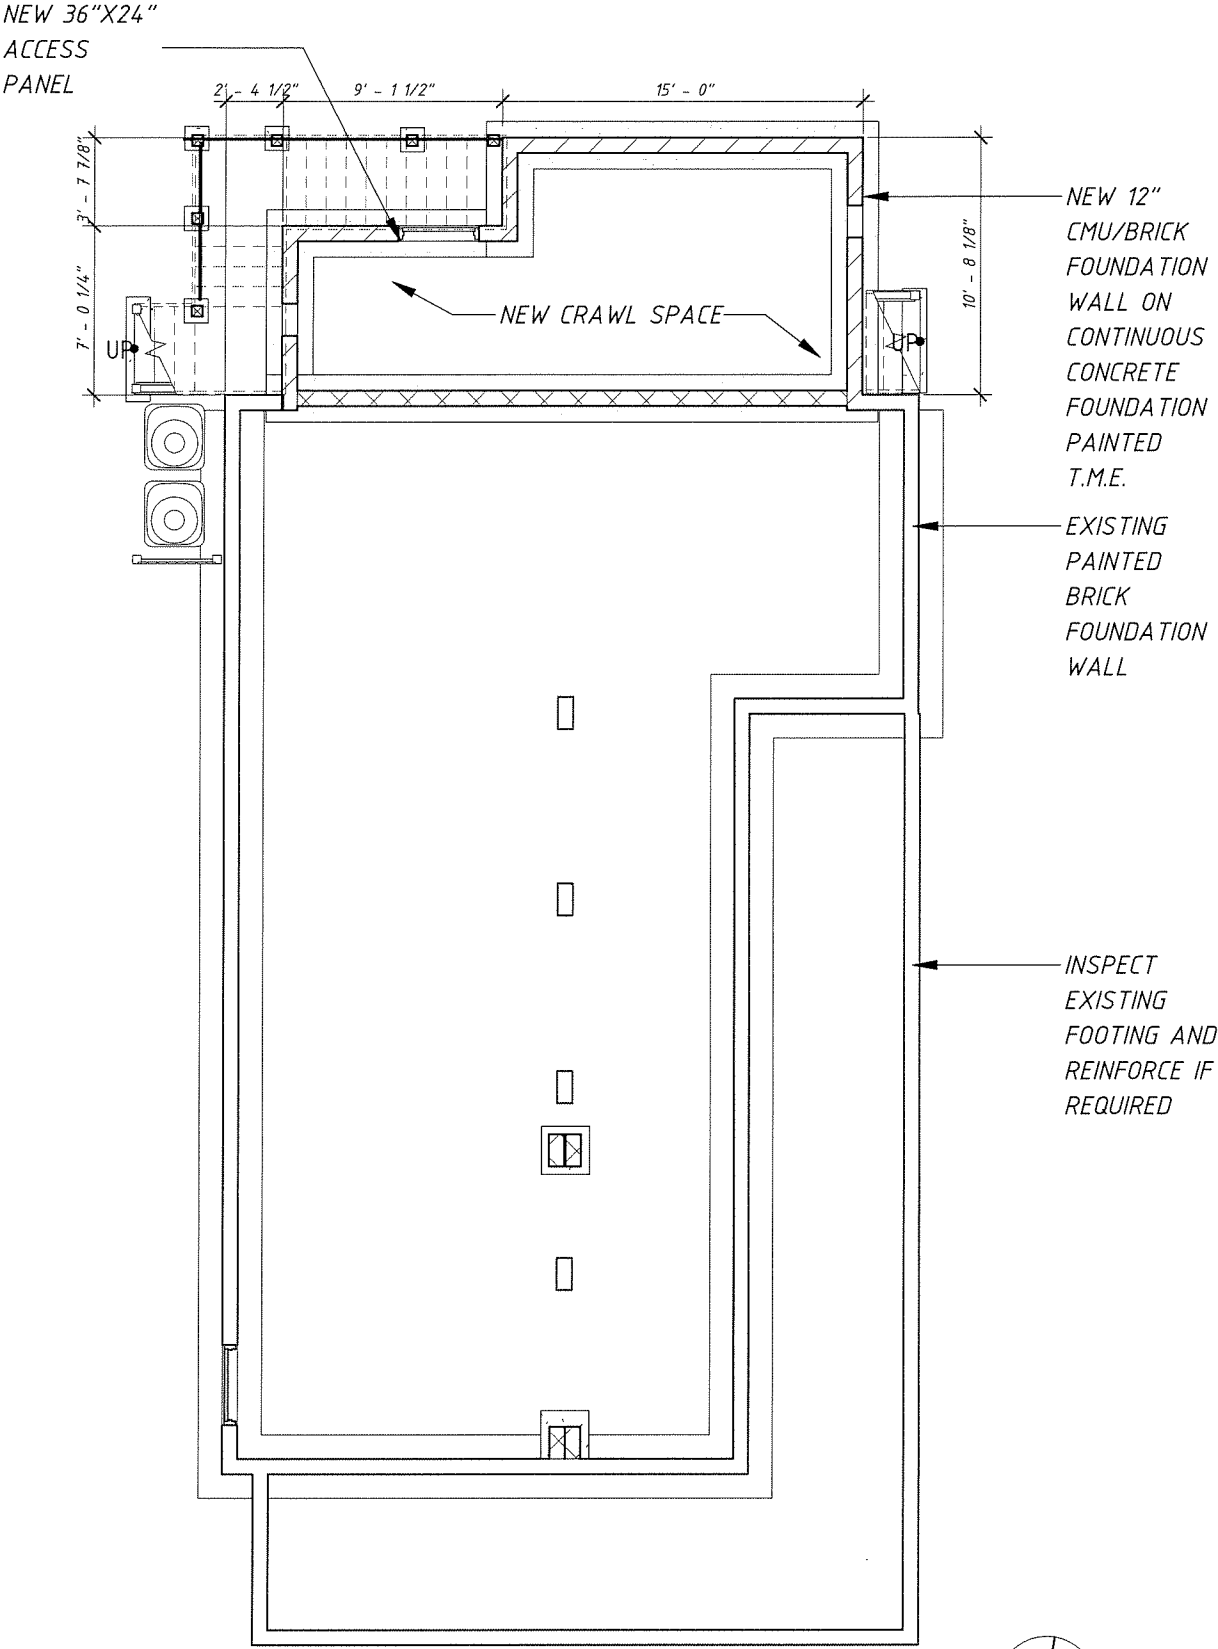 NEW 36"X24"
ACCESS
PANEL
2' - 4 1/2"
9' - 1 1/2"
15' - 0"
3' - 7 7/8"
7' - 0 1/4"
10' - 8 1/8"
NEW 12"
CMU/BRICK
FOUNDATION
WALL ON
CONTINUOUS
CONCRETE
FOUNDATION
PAINTED
T.M.E.
NEW CRAWL SPACE
UP
UP
EXISTING
PAINTED
BRICK
FOUNDATION
WALL
INSPECT
EXISTING
FOOTING AND
REINFORCE IF
REQUIRED